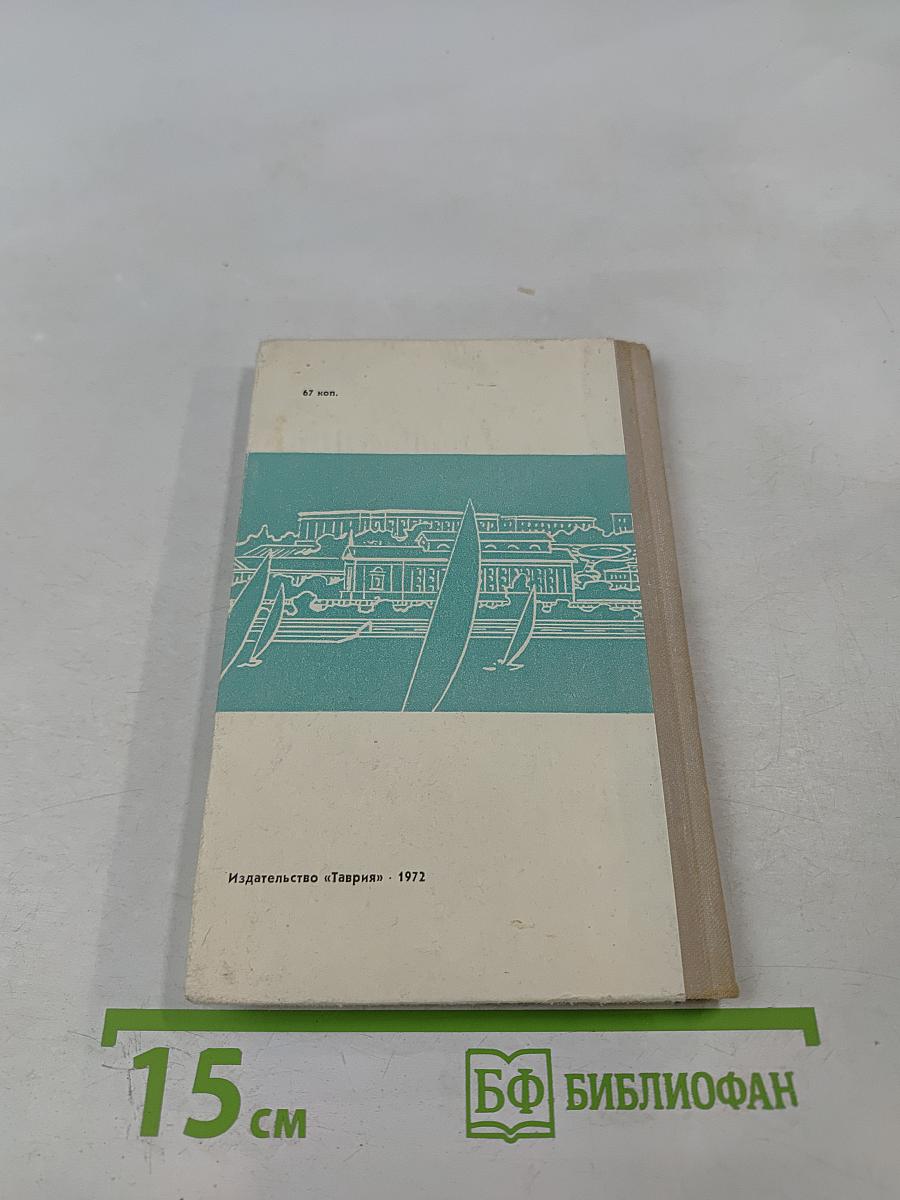 67 коп.
Издательство «Таврия» · 1972
15 см
БФ БИБЛИОФАН